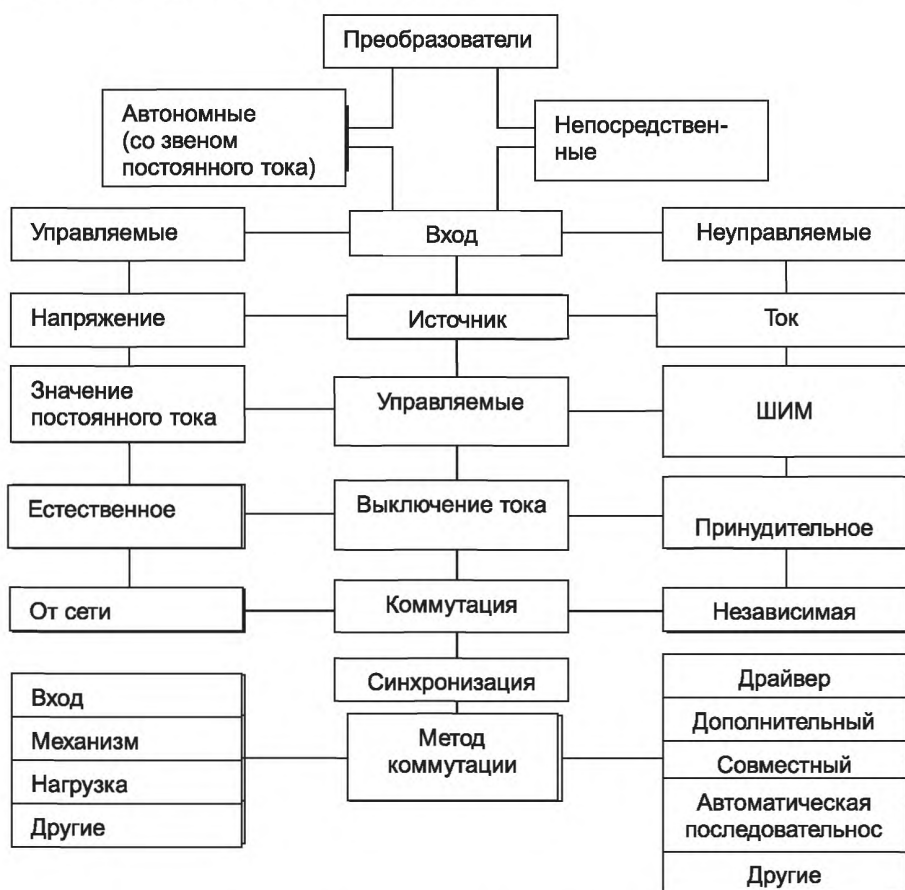 Преобразователи
Автономные
(со звеном
постоянного тока)
Непосредствен-
ные
Управляемые
Вход
Неуправляемые
Напряжение
Источник
Ток
Значение
постоянного тока
Управляемые
ШИМ
Естественное
Выключение тока
Принудительное
От сети
Коммутация
Независимая
Синхронизация
Вход
Механизм
Нагрузка
Другие
Метод
коммутации
Драйвер
Дополнительный
Совместный
Автоматическая
последовательнос
Другие